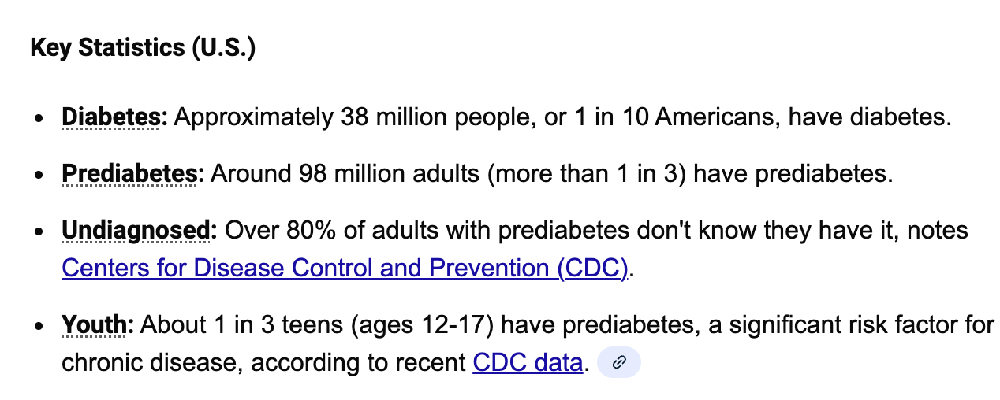 Key Statistics (U.S.)
• Diabetes: Approximately 38 million people, or 1 in 10 Americans, have diabetes.
• Prediabetes: Around 98 million adults (more than 1 in 3) have prediabetes.
• Undiagnosed: Over 80% of adults with prediabetes don't know they have it, notes
Centers for Disease Control and Prevention (CDC).
• Youth: About 1 in 3 teens (ages 12-17) have prediabetes, a significant risk factor for
chronic disease, according to recent CDC data.